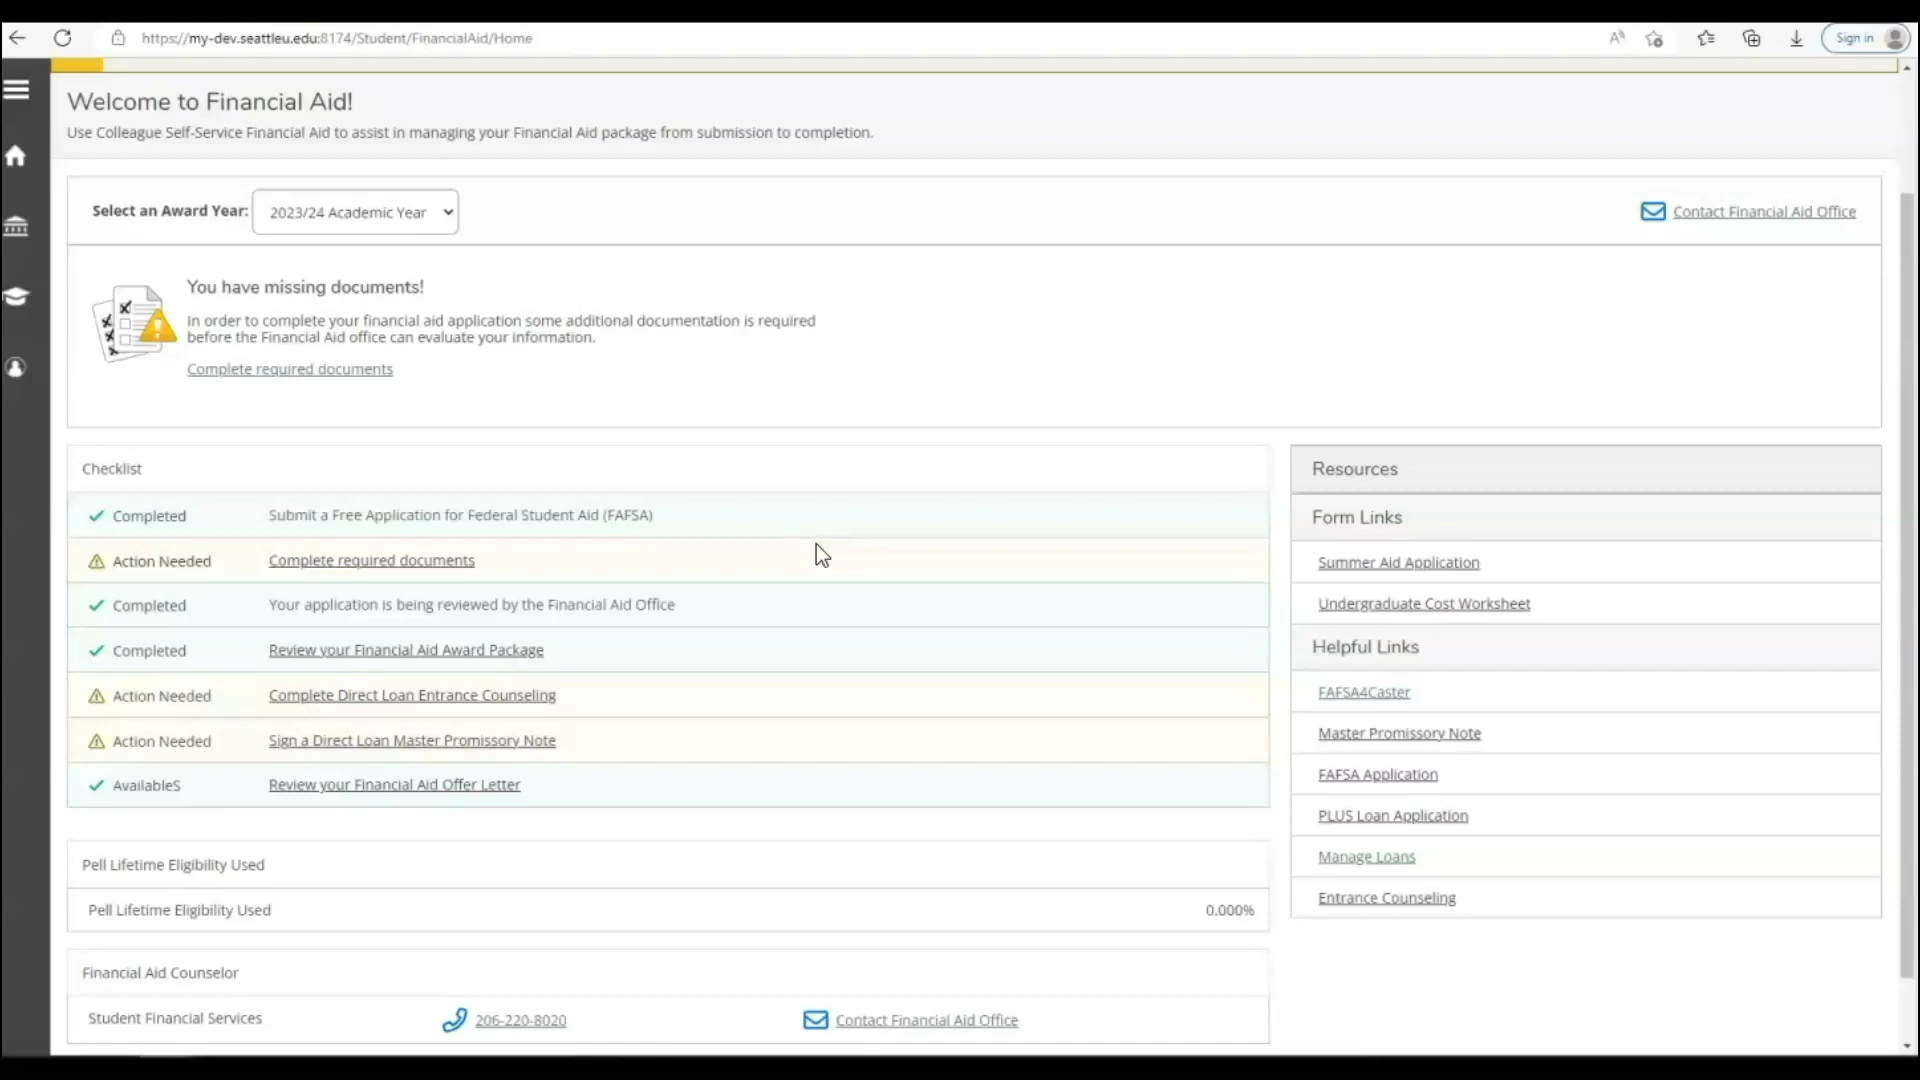 https://my-dev.seattleu.edu:8174/Student/FinancialAid/Home
Sign in
Welcome to Financial Aid!
Use Colleague Self-Service Financial Aid to assist in managing your Financial Aid package from submission to completion.
Select an Award Year: 2023/24 Academic Year
Contact Financial Aid Office
You have missing documents!
In order to complete your financial aid application some additional documentation is required
before the Financial Aid office can evaluate your information.
Complete required documents
Checklist
Completed Submit a Free Application for Federal Student Aid (FAFSA)
Action Needed Complete required documents
Completed Your application is being reviewed by the Financial Aid Office
Completed Review your Financial Aid Award Package
Action Needed Complete Direct Loan Entrance Counseling
Action Needed Sign a Direct Loan Master Promissory Note
AvailableS Review your Financial Aid Offer Letter
Pell Lifetime Eligibility Used
Pell Lifetime Eligibility Used 0.000%
Financial Aid Counselor
Student Financial Services 206-220-8020 Contact Financial Aid Office
Resources
Form Links
Summer Aid Application
Undergraduate Cost Worksheet
Helpful Links
FAFSA4Caster
Master Promissory Note
FAFSA Application
PLUS Loan Application
Manage Loans
Entrance Counseling